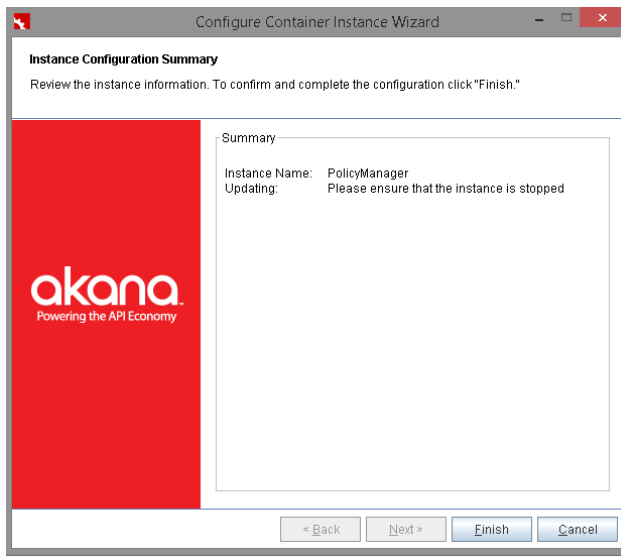 Configure Container Instance Wizard
Instance Configuration Summary
Review the instance information. To confirm and complete the configuration click "Finish."
Summary
Instance Name: PolicyManager
Updating: Please ensure that the instance is stopped
akana
Powering the API Economy
< Back Next > Finish Cancel